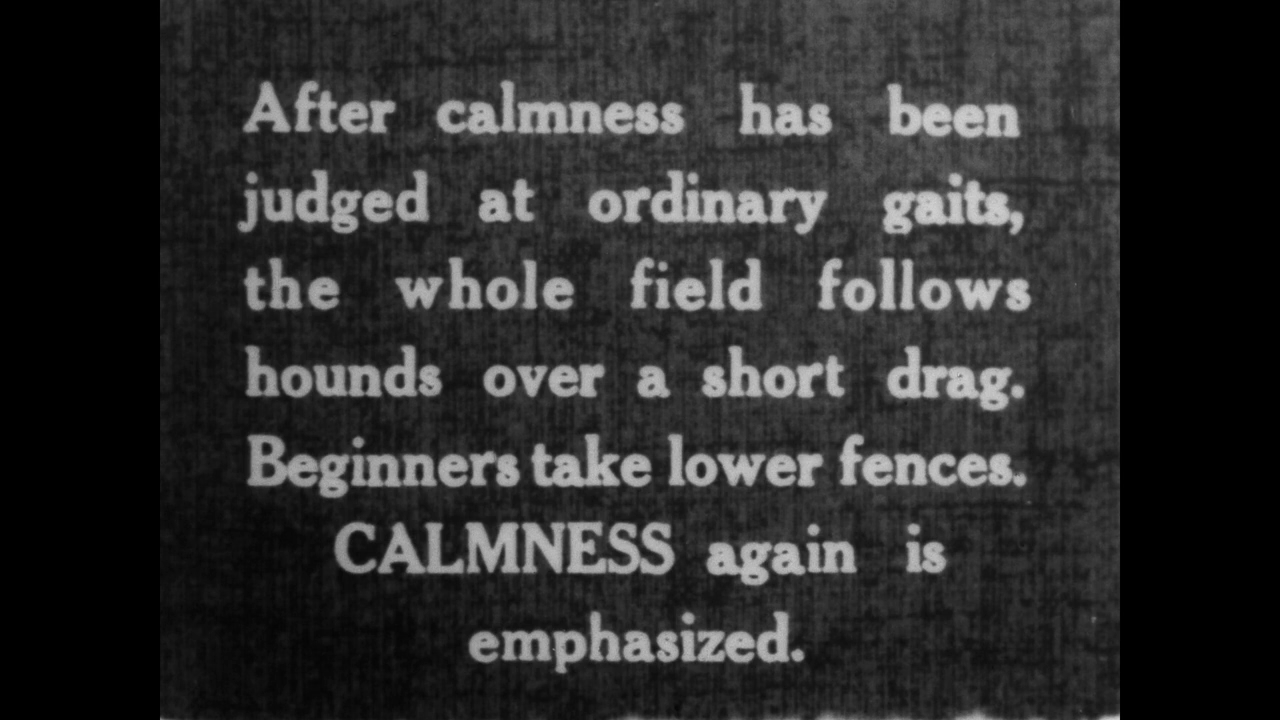 After calmness has been
judged at ordinary gaits,
the whole field follows
hounds over a short drag.
Beginners take lower fences.
CALMNESS again is
emphasized.